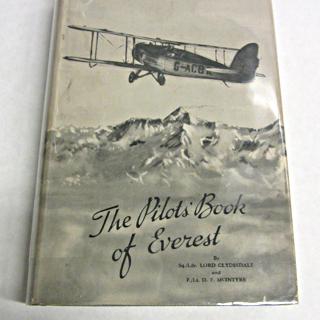 G-ACB
The Pilots' Book
of Everest
By
Sq./Ldr. LORD CLYDESDALE
and
F./Lt. D. F. McINTYRE